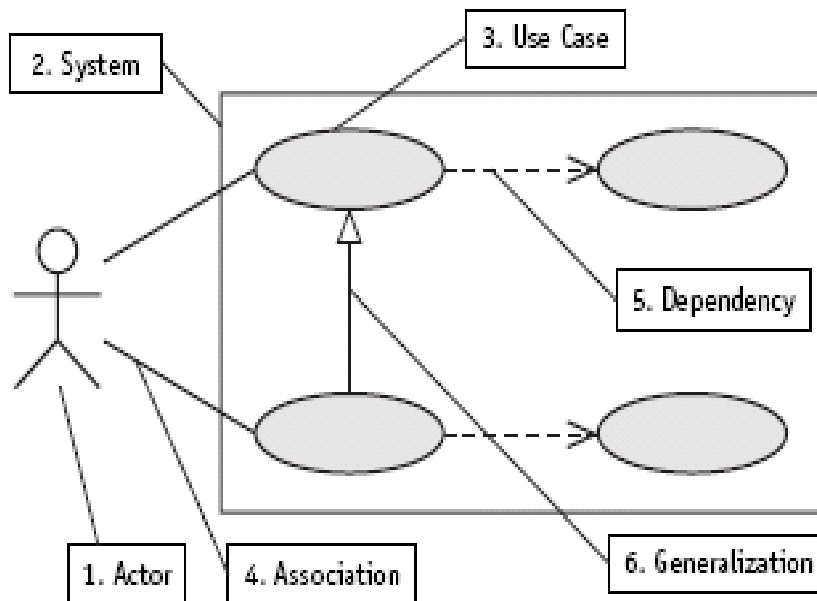 3. Use Case
2. System
5. Dependency
1. Actor
4. Association
6. Generalization